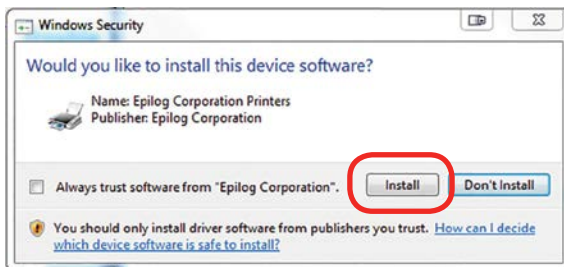 Windows Security
Would you like to install this device software?
Name: Epilog Corporation Printers
Publisher: Epilog Corporation
Always trust software from "Epilog Corporation".
Install
Don't Install
You should only install driver software from publishers you trust. How can I decide
which device software is safe to install?